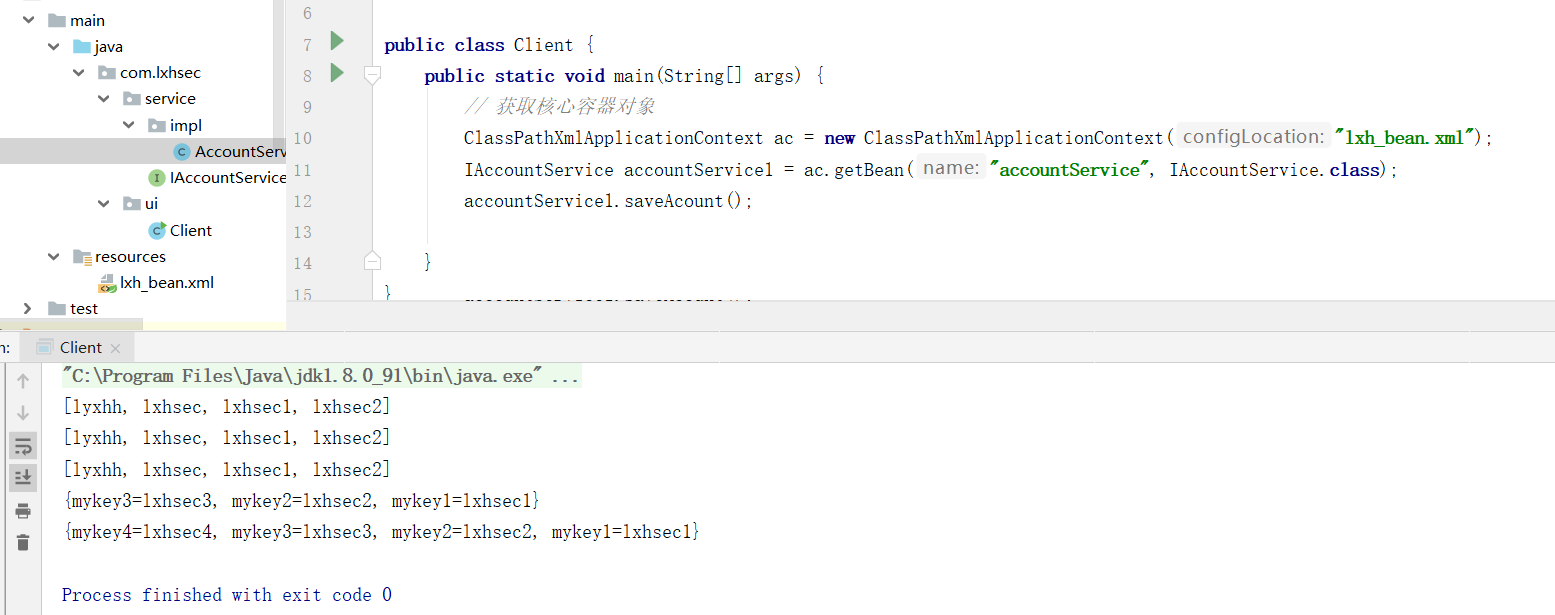 main
java
com.lxhsec
service
impl
AccountServ
IAccountService
ui
Client
resources
lxh_bean.xml
test
6
7 public class Client {
8 public static void main(String[] args) {
9 // 获取核心容器对象
10 ClassPathXmlApplicationContext ac = new ClassPathXmlApplicationContext( configLocation: "lxh_bean.xml");
11 IAccountService accountService1 = ac.getBean( name: "accountService", IAccountService.class);
12 accountService1.saveAcount();
13
14 }
15 }
n: Client
"C:\Program Files\Java\jdk1.8.0_91\bin\java.exe" ...
[lyxhh, lxhsec, lxhsec1, lxhsec2]
[lyxhh, lxhsec, lxhsec1, lxhsec2]
[lyxhh, lxhsec, lxhsec1, lxhsec2]
{mykey3=lxhsec3, mykey2=lxhsec2, mykey1=lxhsec1}
{mykey4=lxhsec4, mykey3=lxhsec3, mykey2=lxhsec2, mykey1=lxhsec1}
Process finished with exit code 0